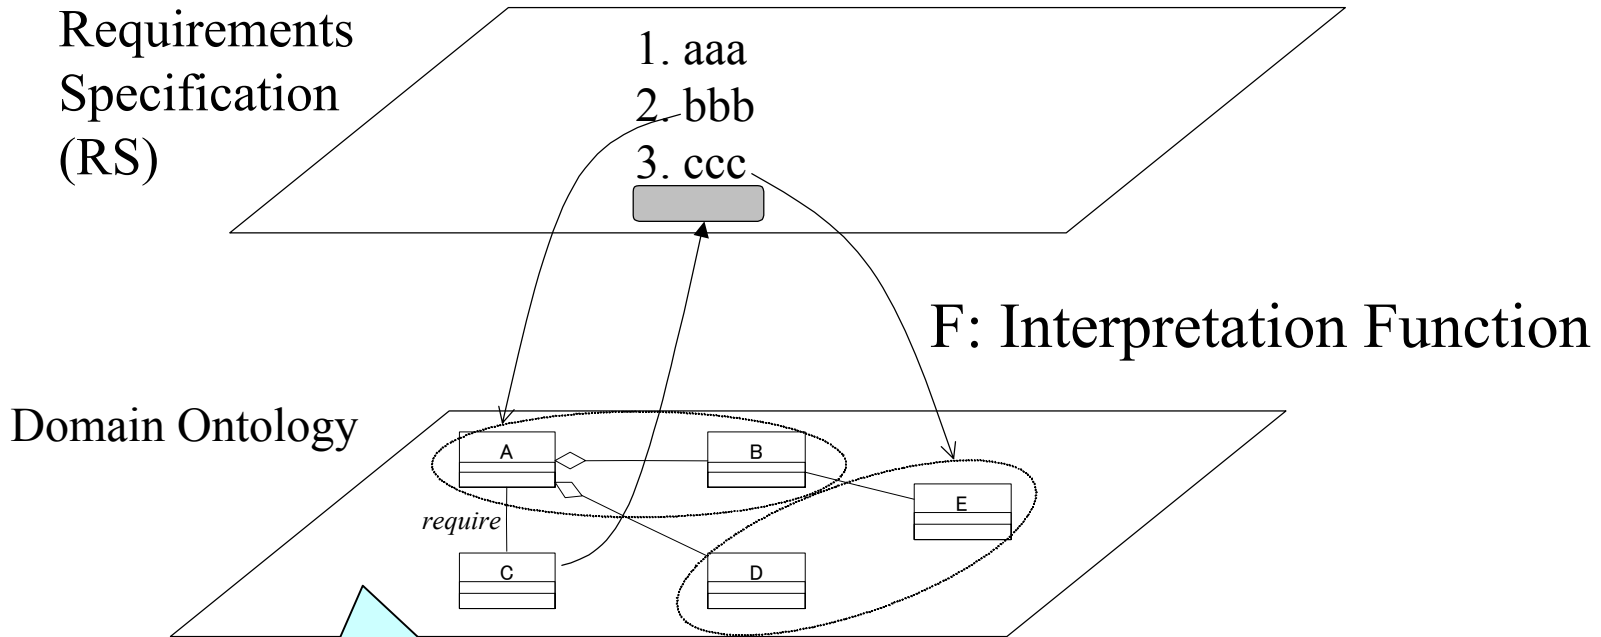 Requirements
Specification
(RS)
1. aaa
2. bbb
3. ccc
F: Interpretation Function
Domain Ontology
A
B
E
require
C
D